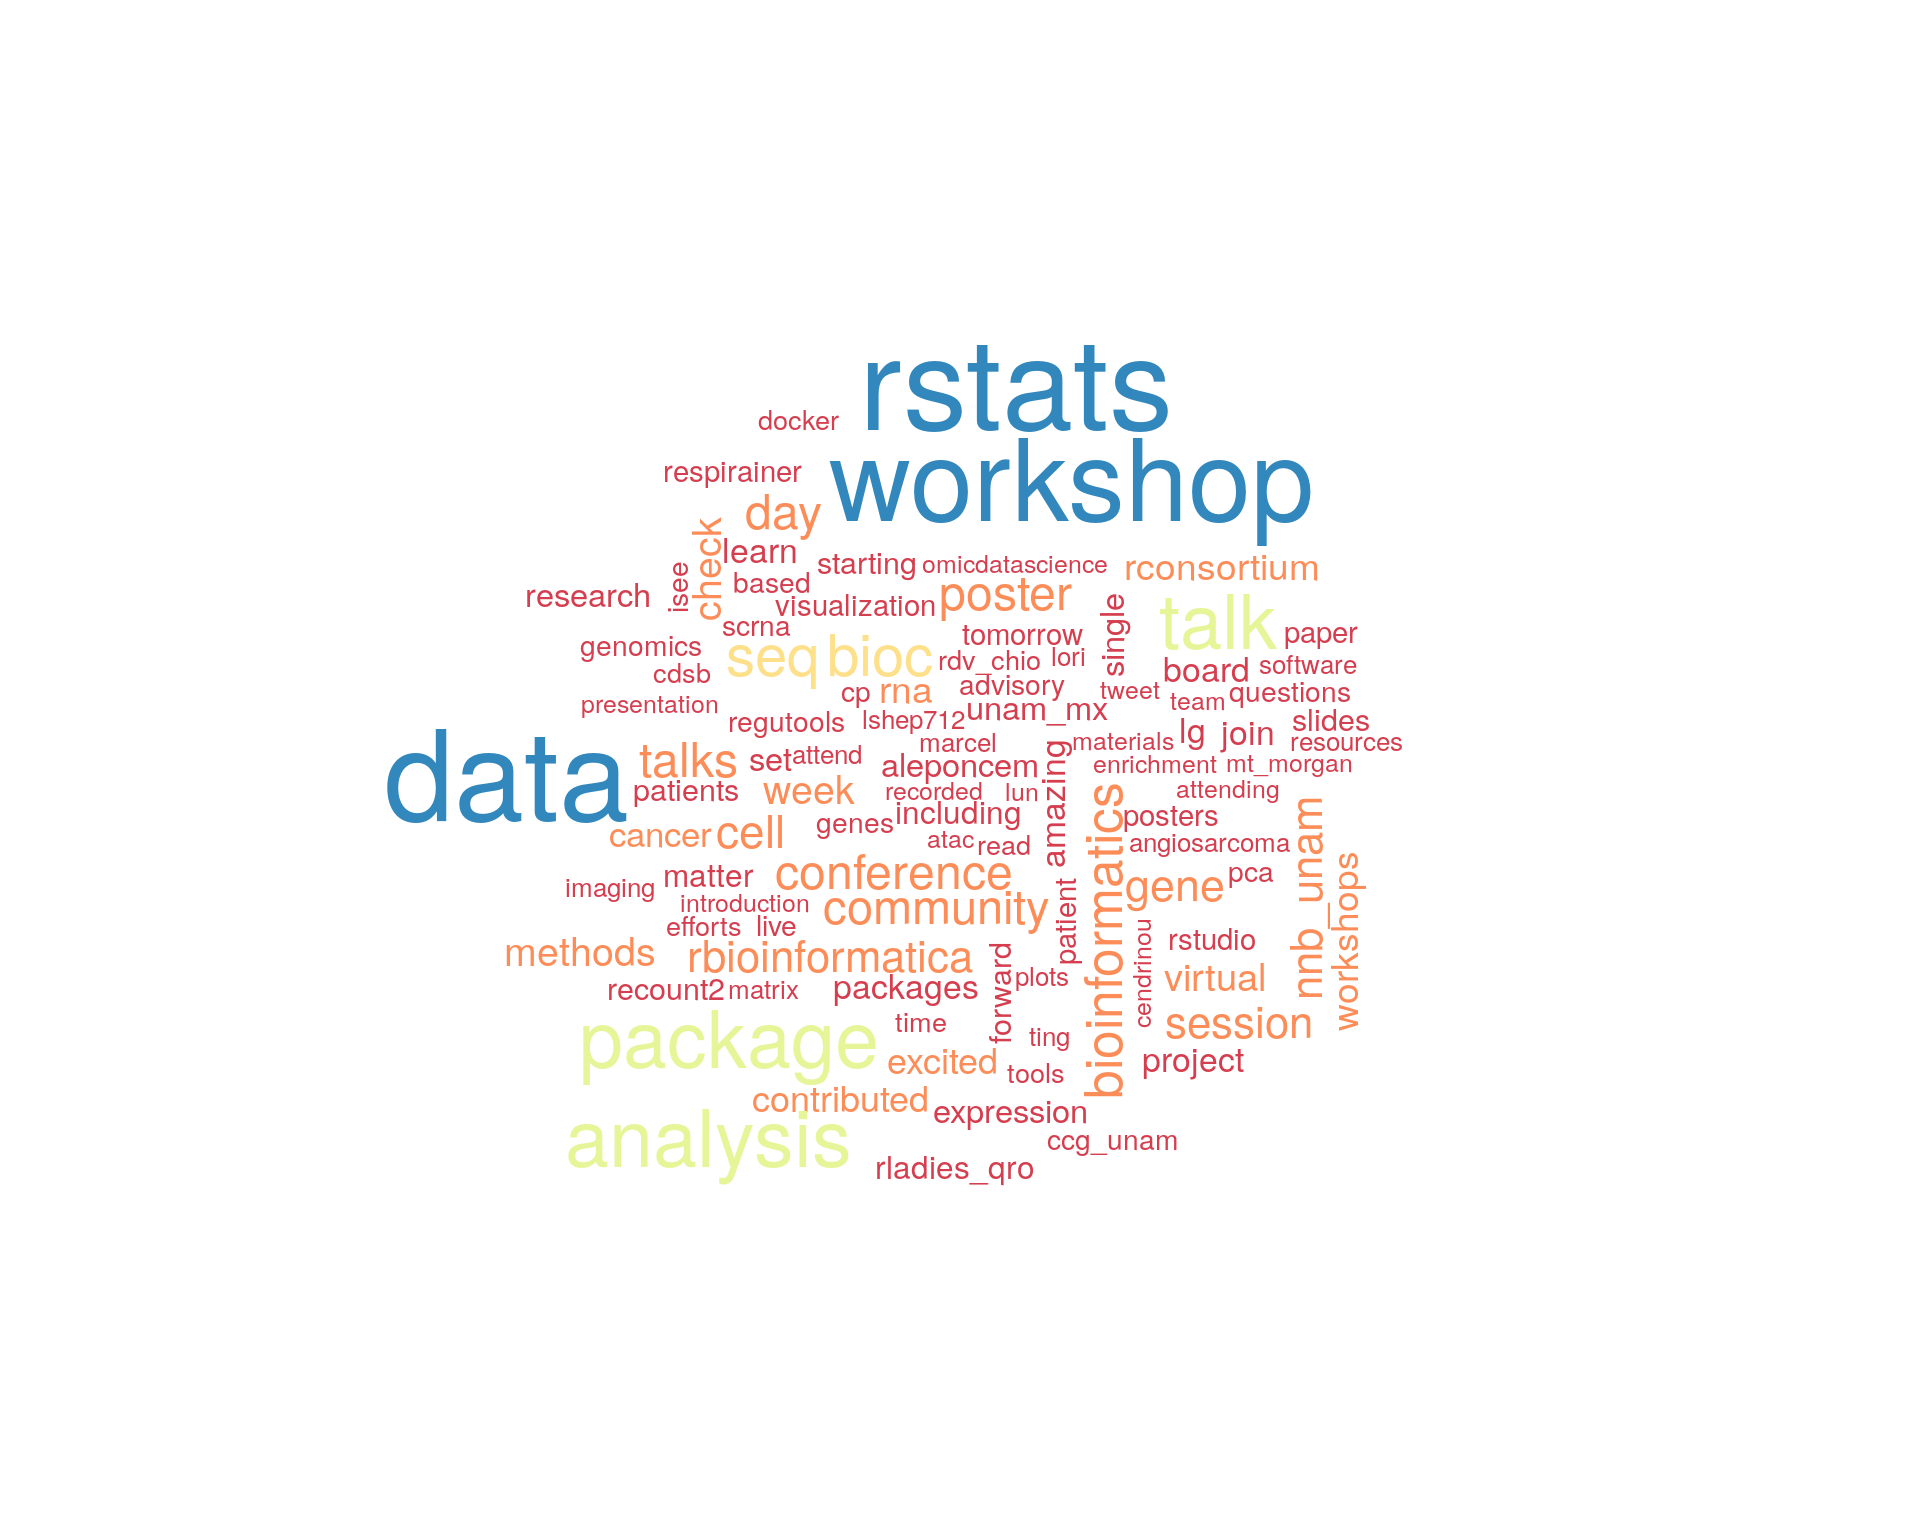 rstats
docker
workshop
respirainer
day
check
learn
starting
omicdatascience
rconsortium
isee
based
research
visualization
poster
single
talk
paper
scrna
tomorrow
genomics
seq
bioc
rdv_chio
lori
board
software
cdsb
cp
rna
advisory
tweet
team
questions
presentation
regutools
lshep712
unam_mx
lg
join
slides
data
talks
set
attend
marcel
amazing
materials
resources
aleponcem
enrichment
mt_morgan
patients
week
recorded
lun
attending
cancer
cell
genes
including
bioinformatics
posters
nnb_unam
atac
read
angiosarcoma
matter
conference
patient
gene
pca
workshops
imaging
introduction
community
efforts
live
cendrinou
rstudio
methods
rbioinformatica
forward
plots
virtual
recount2
matrix
packages
package
time
ting
session
excited
tools
project
contributed
expression
analysis
ccg_unam
rladies_qro